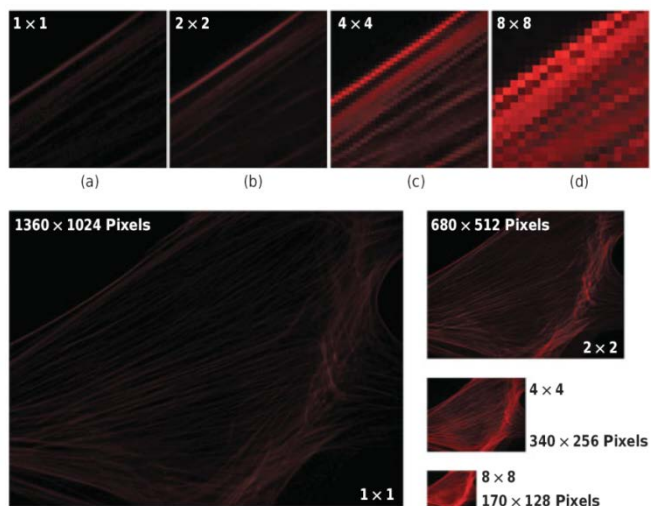 1 × 1
2 × 2
4 × 4
8 × 8
(a)
(b)
(c)
(d)
1360 × 1024 Pixels
1 × 1
680 × 512 Pixels
2 × 2
4 × 4
340 × 256 Pixels
8 × 8
170 × 128 Pixels